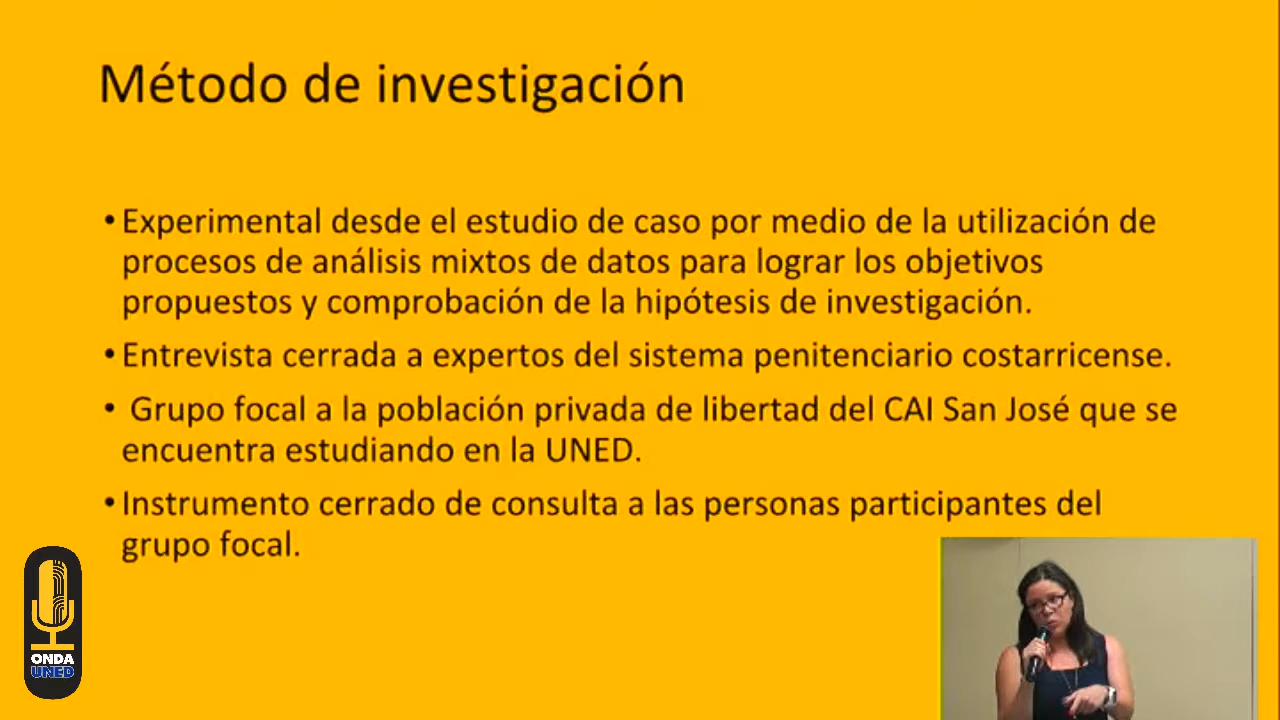 Método de investigación
•Experimental desde el estudio de caso por medio de la utilización de
procesos de análisis mixtos de datos para lograr los objetivos
propuestos y comprobación de la hipótesis de investigación.
•Entrevista cerrada a expertos del sistema penitenciario costarricense.
• Grupo focal a la población privada de libertad del CAI San José que se
encuentra estudiando en la UNED.
•Instrumento cerrado de consulta a las personas participantes del
grupo focal.
ONDA
UNED